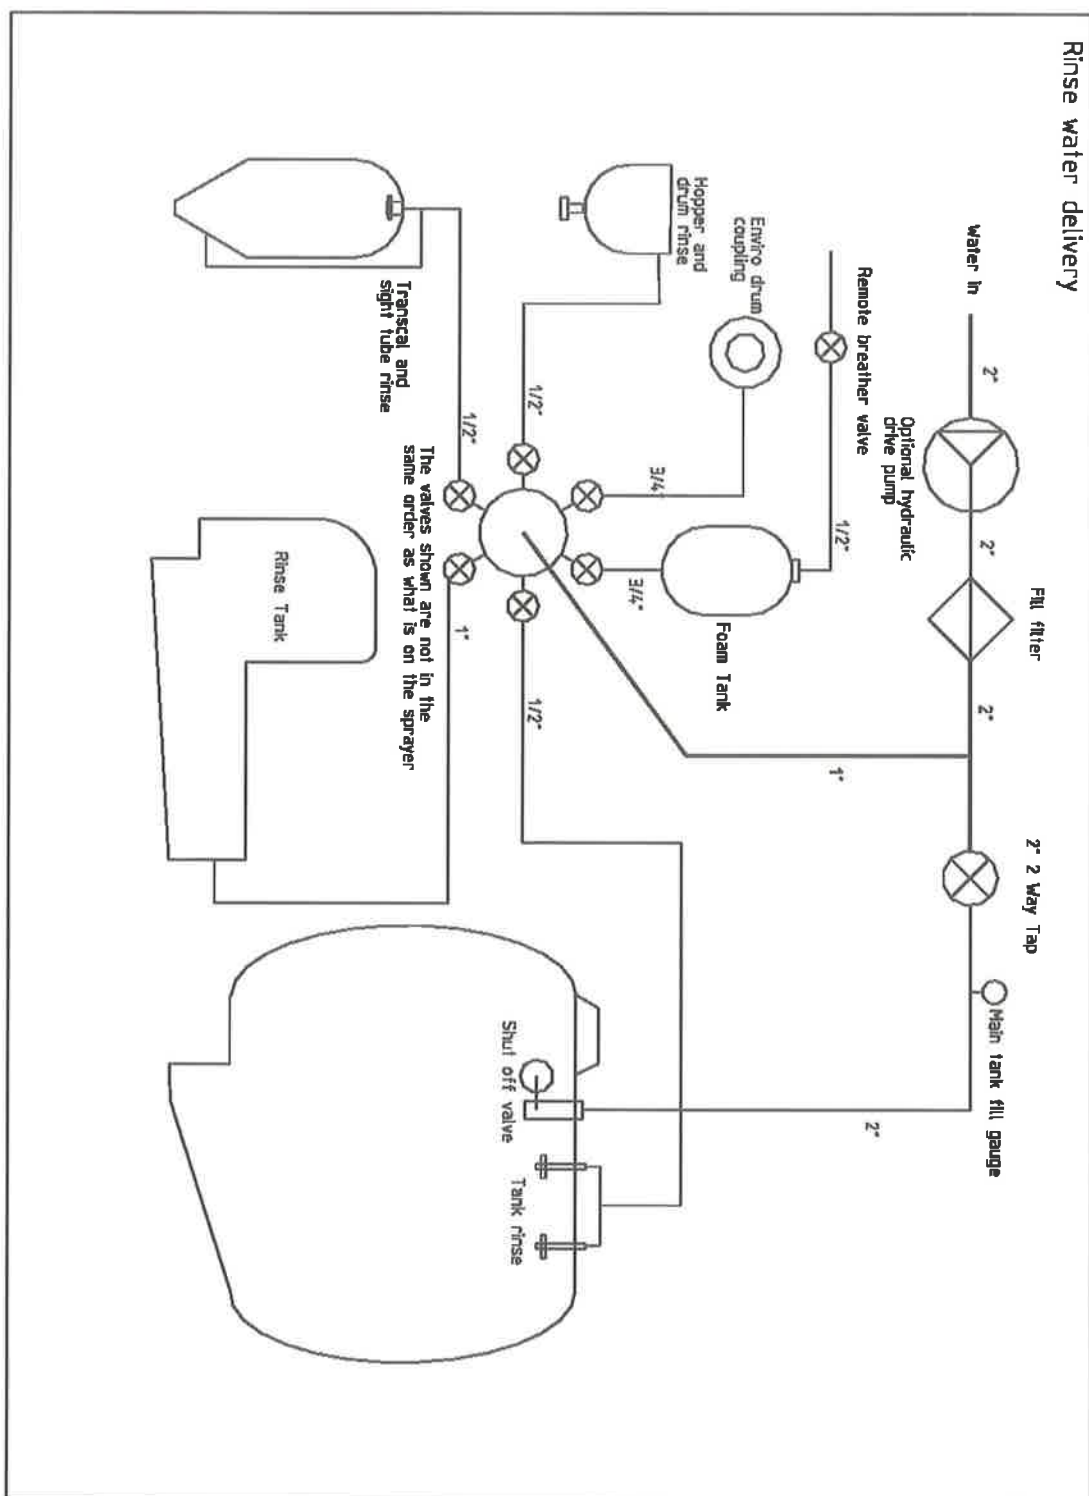 Rinse water delivery
Water in
2"
Optional hydraulic
drive pump
2"
Fill filter
2"
2" 2 Way Tap
Main tank fill gauge
2"
1"
Remote breather valve
1/2"
Enviro drum
coupling
3/4"
Foam Tank
3/4"
Hopper and
drum rinse
1/2"
1/2"
Transcal and
sight tube rinse
1/2"
The valves shown are not in the
same order as what is on the sprayer
1"
Rinse Tank
Shut off valve
Tank rinse